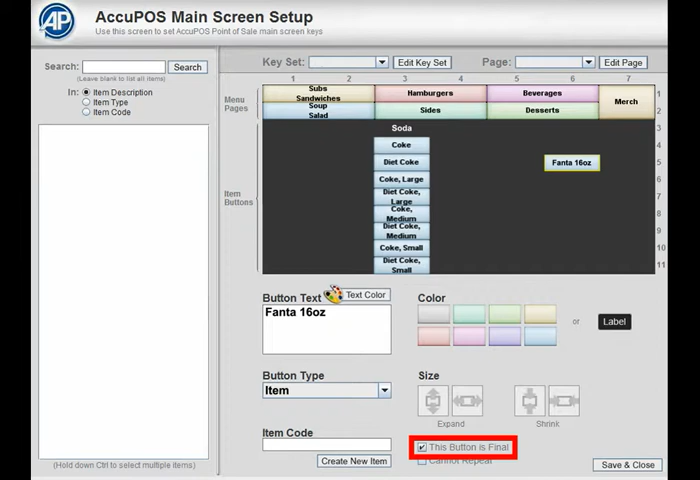 AP
AccuPOS Main Screen Setup
Use this screen to set AccuPOS Point of Sale main screen keys
Search:
Search
(Leave blank to list all items)
In:
Item Description
Item Type
Item Code
(Hold down Ctrl to select multiple items)
Key Set:
Edit Key Set
Page:
Edit Page
1 2 3 4 5 6 7
Menu
Pages
Subs
Sandwiches
Hamburgers
Beverages
Merch
1
Soup
Salad
Sides
Desserts
2
Item
Buttons
Soda
3
Coke
4
Diet Coke
Fanta 16oz
5
Coke, Large
6
Diet Coke,
Large
7
Coke,
Medium
8
Diet Coke,
Medium
9
Coke, Small
10
Diet Coke,
Small
11
Button Text
Text Color
Fanta 16oz
Color
or
Label
Button Type
Item
Size
Expand
Shrink
Item Code
Create New Item
This Button is Final
Cannot Repeat
Save & Close